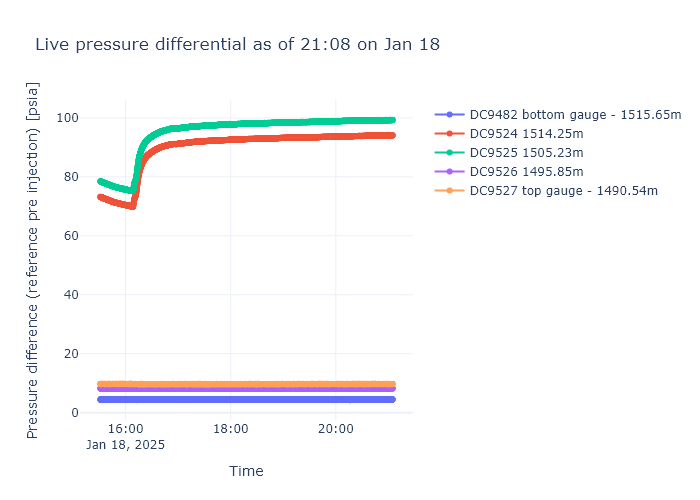 Live pressure differential as of 21:08 on Jan 18
Pressure difference (reference pre injection) [psia]
100
80
60
40
20
0
16:00
Jan 18, 2025
18:00
20:00
Time
DC9482 bottom gauge - 1515.65m
DC9524 1514.25m
DC9525 1505.23m
DC9526 1495.85m
DC9527 top gauge - 1490.54m